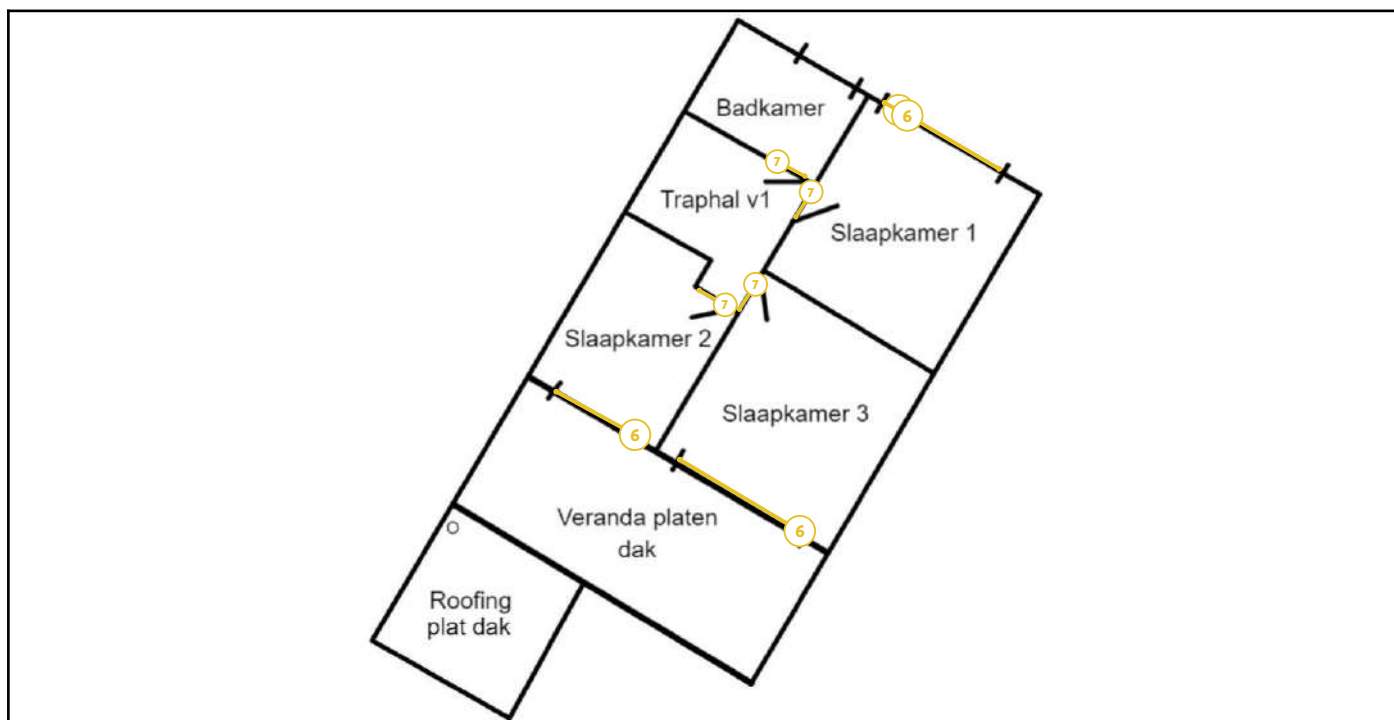 Badkamer
6
7
Traphal v1
7
Slaapkamer 1
7
7
Slaapkamer 2
Slaapkamer 3
6
Veranda platen
dak
6
Roofing
plat dak